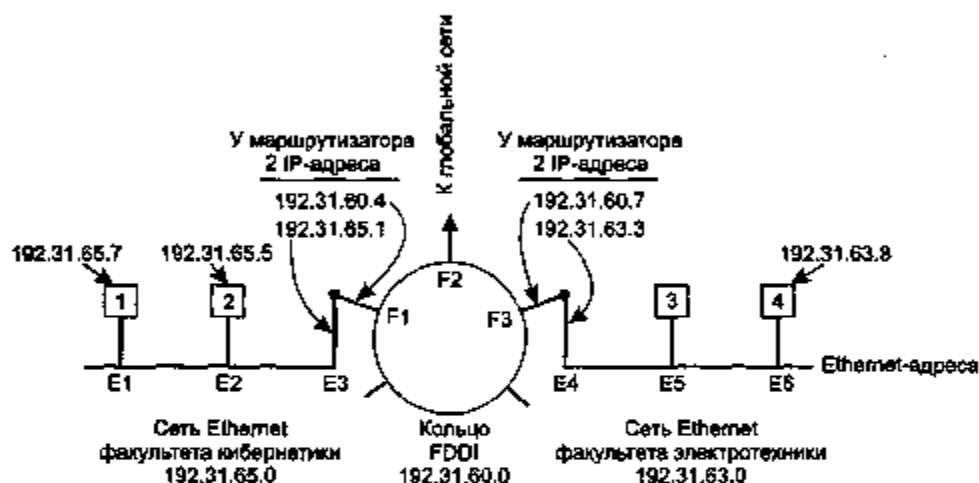 К глобальной сети
У маршрутизатора
2 IP-адреса
192.31.60.4
192.31.65.1
У маршрутизатора
2 IP-адреса
192.31.60.7
192.31.63.3
192.31.65.7
192.31.65.5
192.31.63.8
1
2
F1
F2
F3
3
4
E1
E2
E3
E4
E5
E6
Ethernet-адреса
Сеть Ethernet
факультета кибернетики
192.31.65.0
Кольцо
FDDI
192.31.60.0
Сеть Ethernet
факультета электротехники
192.31.63.0